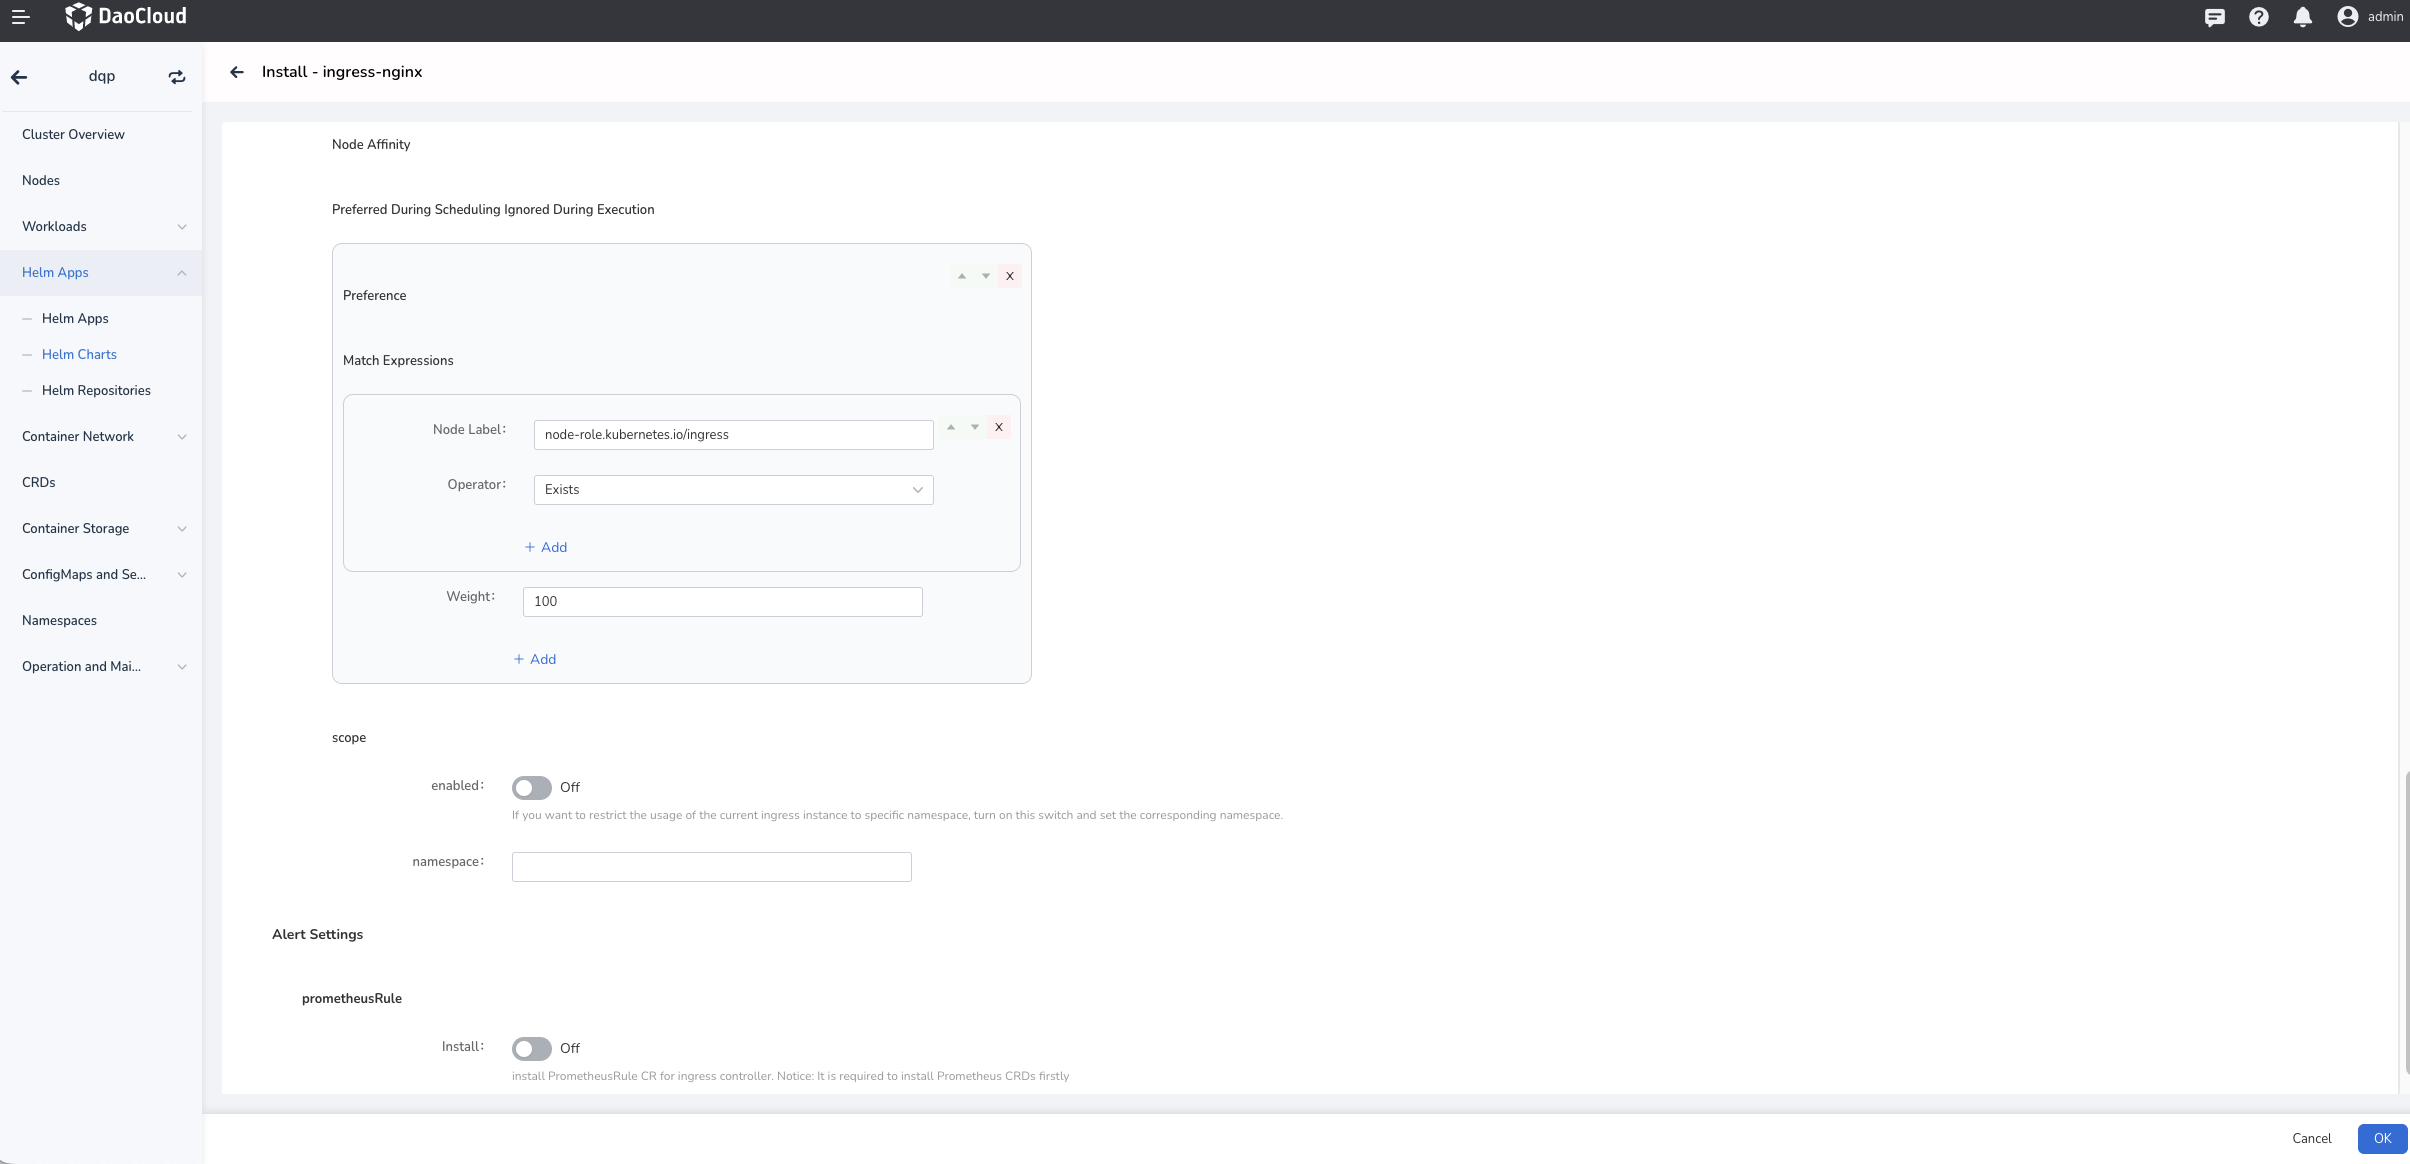 DaoCloud
admin
dqp
Install - ingress-nginx
Cluster Overview
Nodes
Workloads
Helm Apps
Helm Apps
Helm Charts
Helm Repositories
Container Network
CRDs
Container Storage
ConfigMaps and Se...
Namespaces
Operation and Mai...
Node Affinity
Preferred During Scheduling Ignored During Execution
X
Preference
Match Expressions
Node Label: node-role.kubernetes.io/ingress X
Operator: Exists
+ Add
Weight: 100
+ Add
scope
enabled: Off
If you want to restrict the usage of the current ingress instance to specific namespace, turn on this switch and set the corresponding namespace.
namespace:
Alert Settings
prometheusRule
Install: Off
install PrometheusRule CR for ingress controller. Notice: It is required to install Prometheus CRDs firstly
Cancel OK